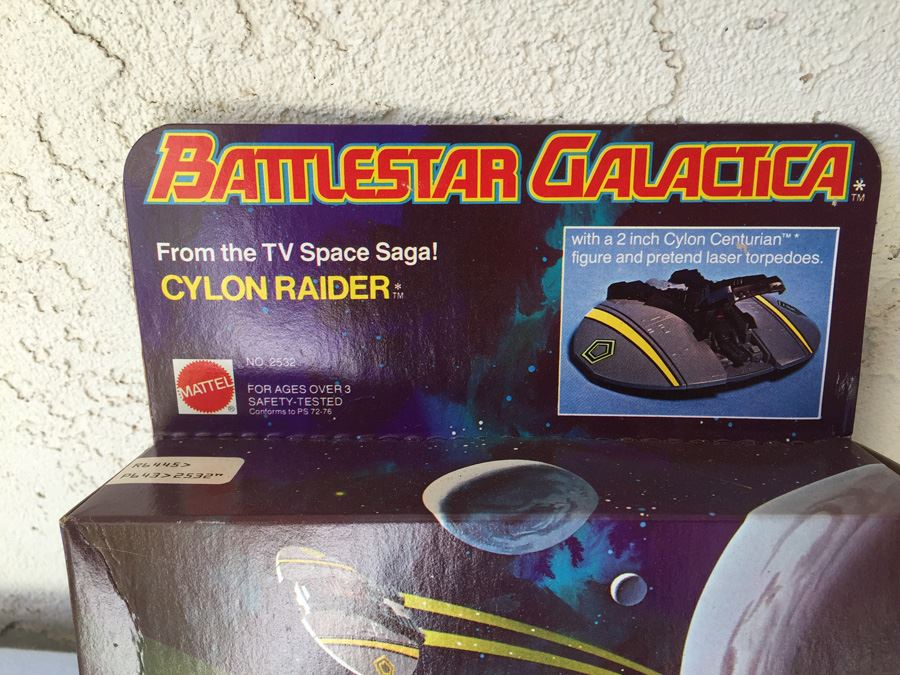 BATTLESTAR GALACTICA*™
From the TV Space Saga!
CYLON RAIDER*™
with a 2 inch Cylon Centurian™*
figure and pretend laser torpedoes.
MATTEL®
NO. 2532
FOR AGES OVER 3
SAFETY-TESTED
Conforms to PS 72-76